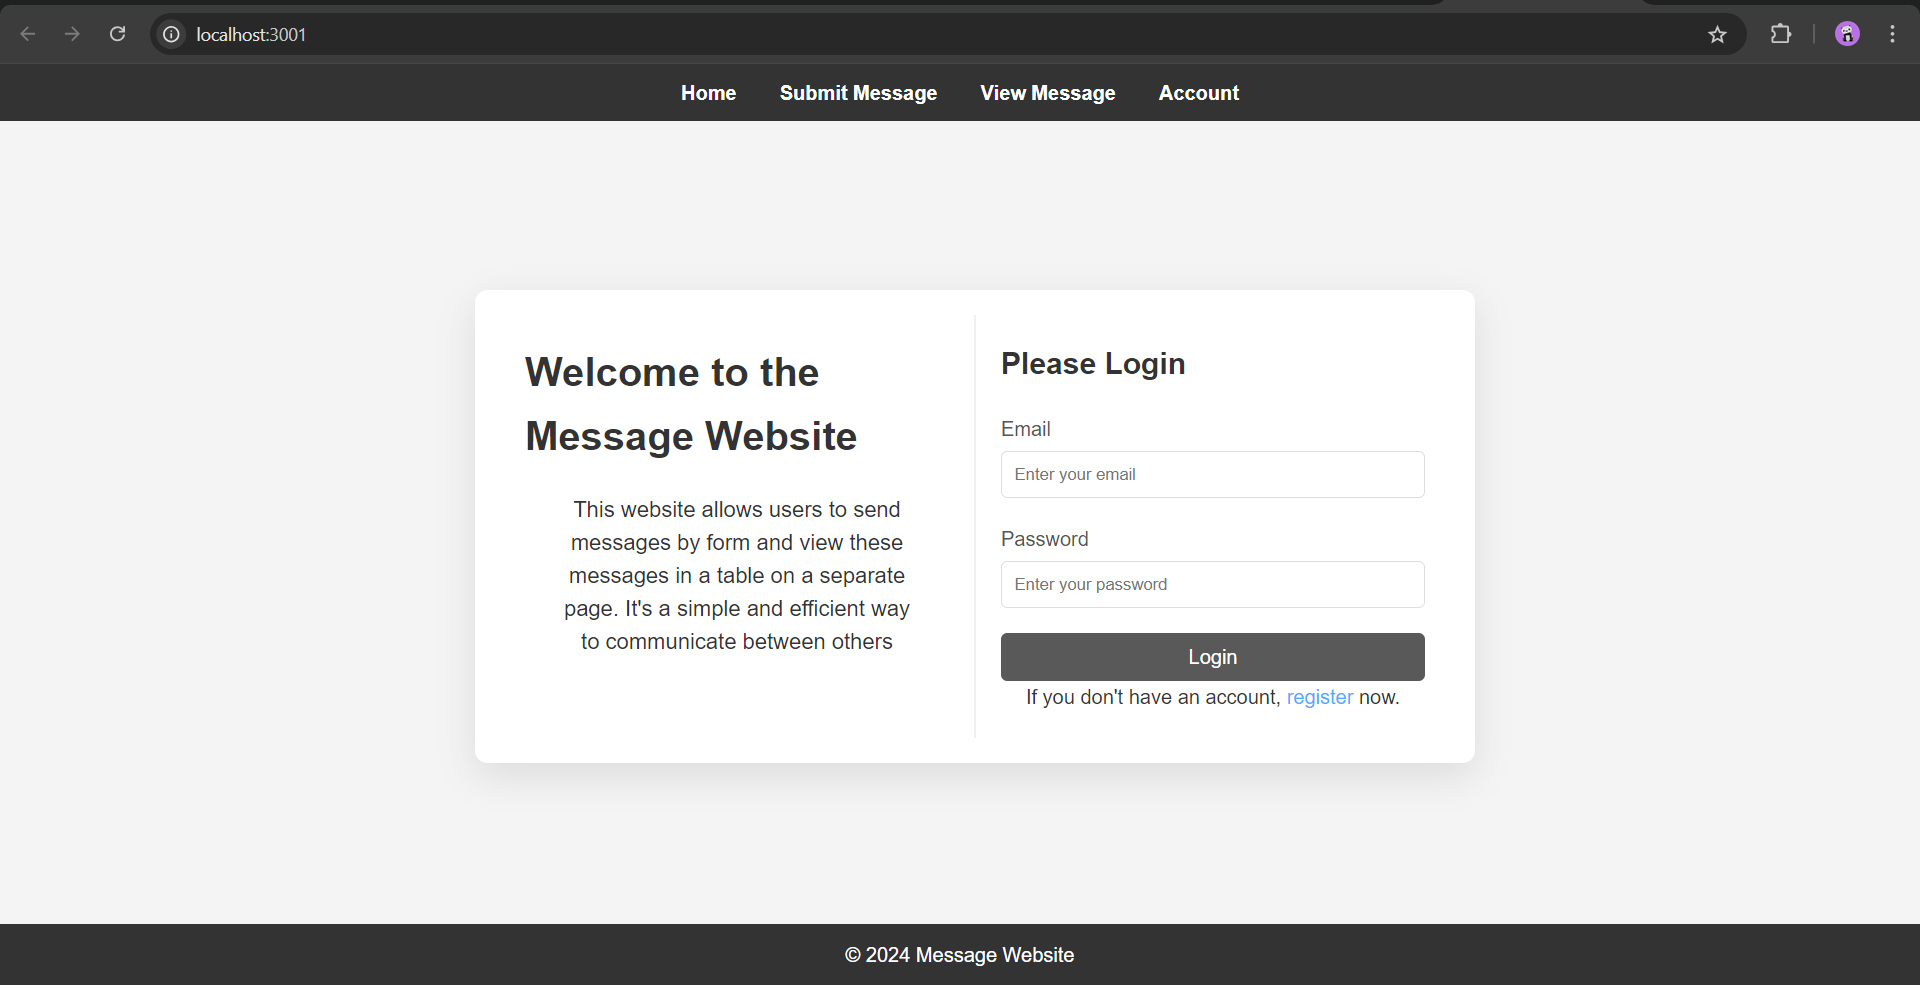 localhost:3001
Home Submit Message View Message Account
Welcome to the
Message Website
This website allows users to send
messages by form and view these
messages in a table on a separate
page. It's a simple and efficient way
to communicate between others
Please Login
Email
Enter your email
Password
Enter your password
Login
If you don't have an account, register now.
© 2024 Message Website